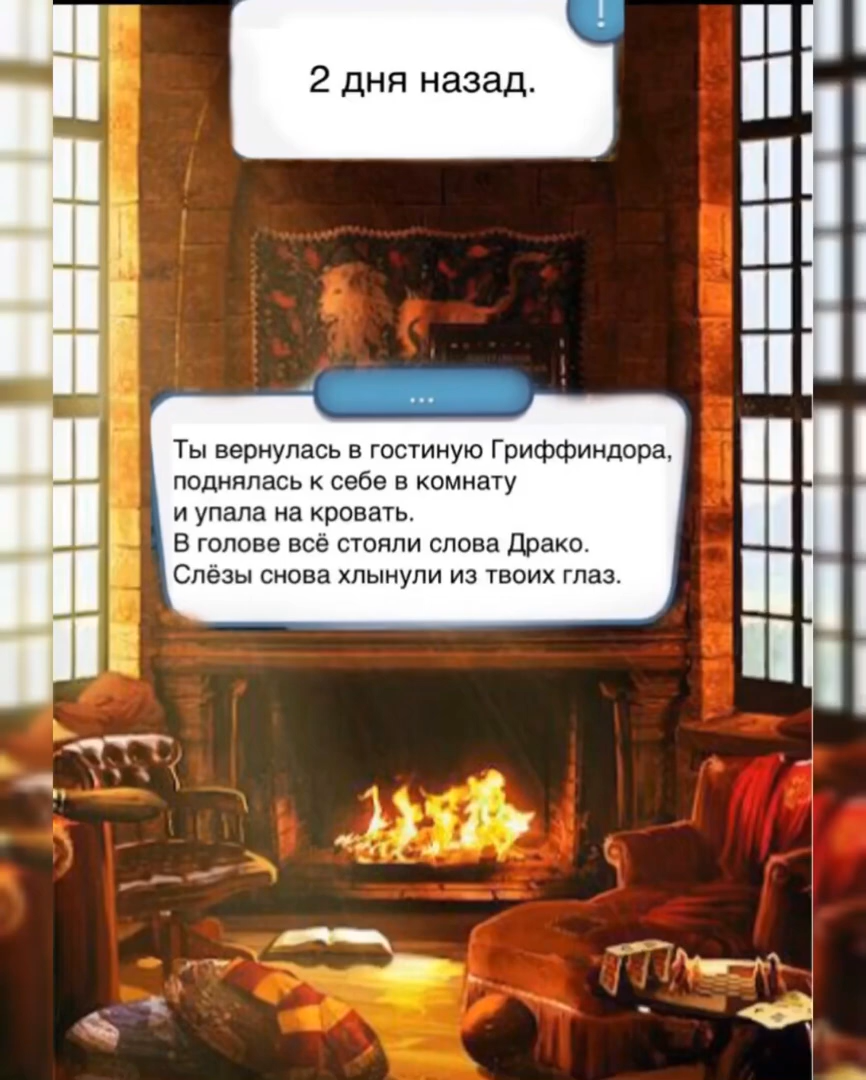 !
2 дня назад.
...
Ты вернулась в гостиную Гриффиндора,
поднялась к себе в комнату
и упала на кровать.
В голове всё стояли слова Драко.
Слёзы снова хлынули из твоих глаз.